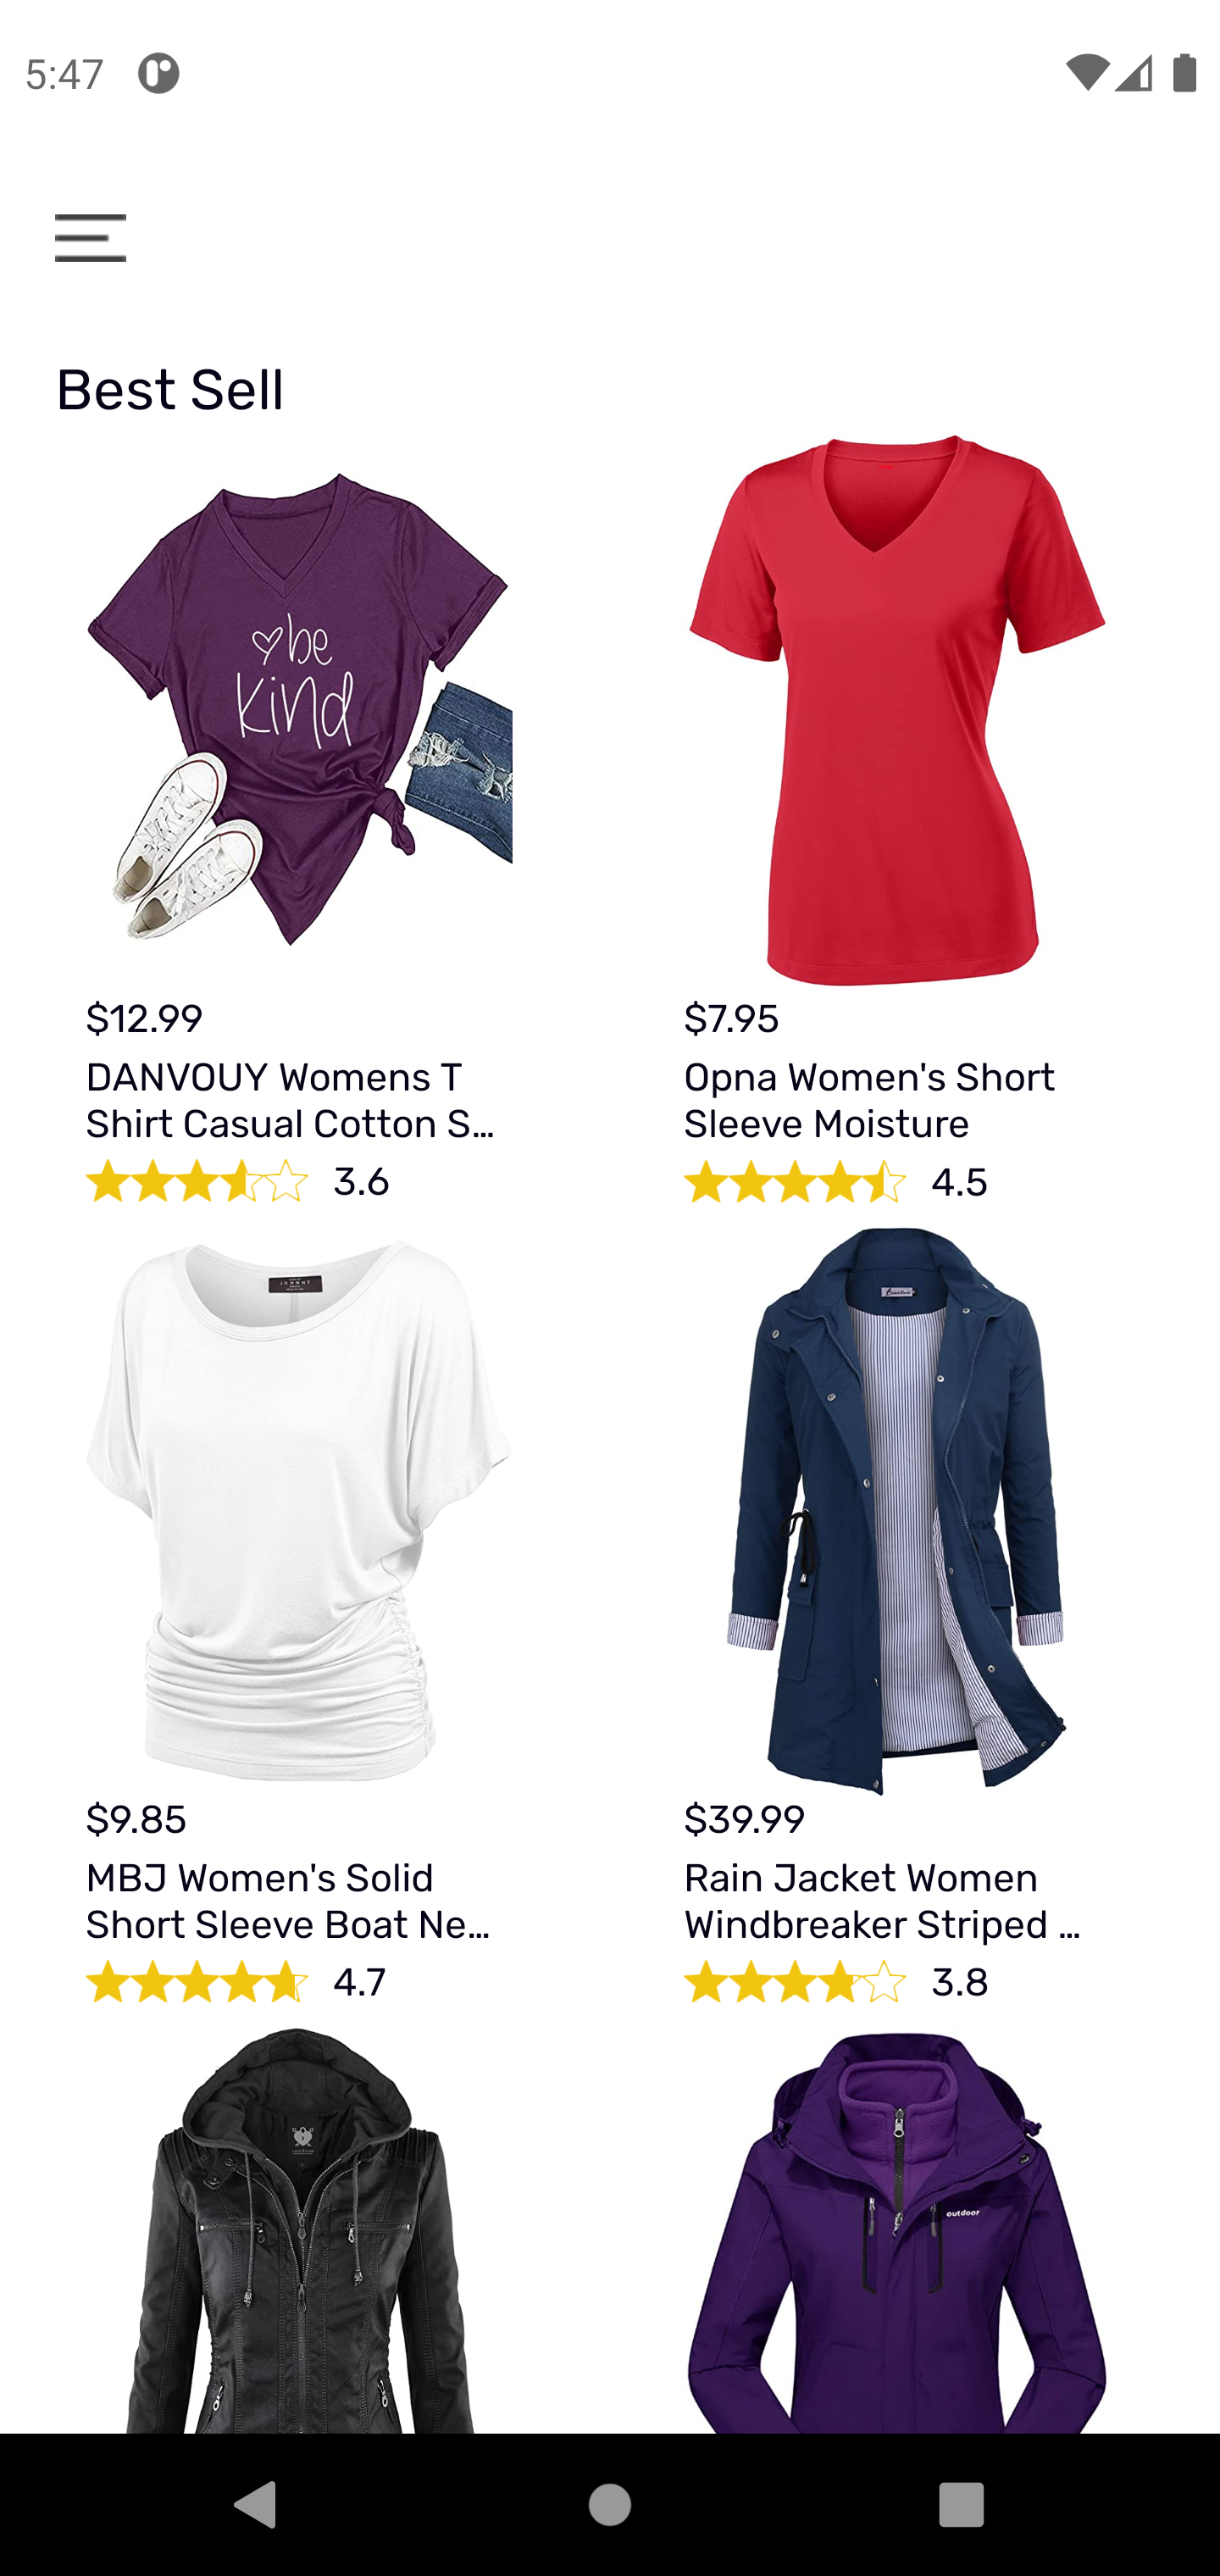 5:47
Best Sell
be
kind
$12.99
DANVOUY Womens T
Shirt Casual Cotton S...
3.6
$7.95
Opna Women's Short
Sleeve Moisture
4.5
JOHNNY
$9.85
MBJ Women's Solid
Short Sleeve Boat Ne...
4.7
$39.99
Rain Jacket Women
Windbreaker Striped ...
3.8
outdoor